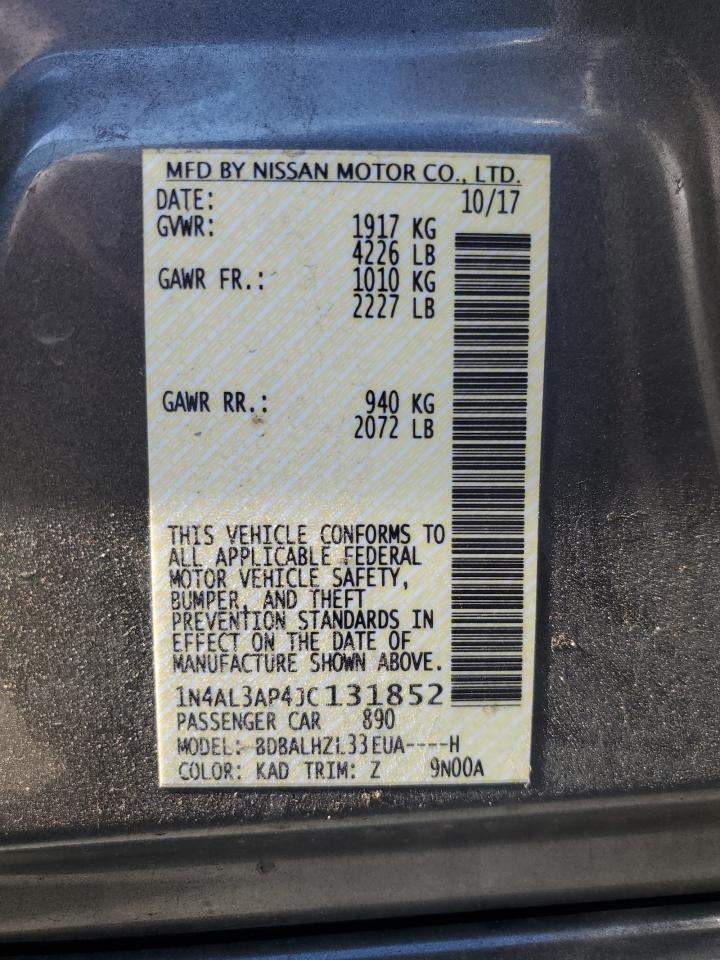 MFD BY NISSAN MOTOR CO., LTD.
DATE: 10/17
GVWR: 1917 KG
4226 LB
GAWR FR.: 1010 KG
2227 LB
GAWR RR.: 940 KG
2072 LB
THIS VEHICLE CONFORMS TO
ALL APPLICABLE FEDERAL
MOTOR VEHICLE SAFETY,
BUMPER, AND THEFT
PREVENTION STANDARDS IN
EFFECT ON THE DATE OF
MANUFACTURE SHOWN ABOVE.
1N4AL3AP4JC131852
PASSENGER CAR 890
MODEL: BDBALHZL33EUA----H
COLOR: KAD TRIM: Z 9N00A